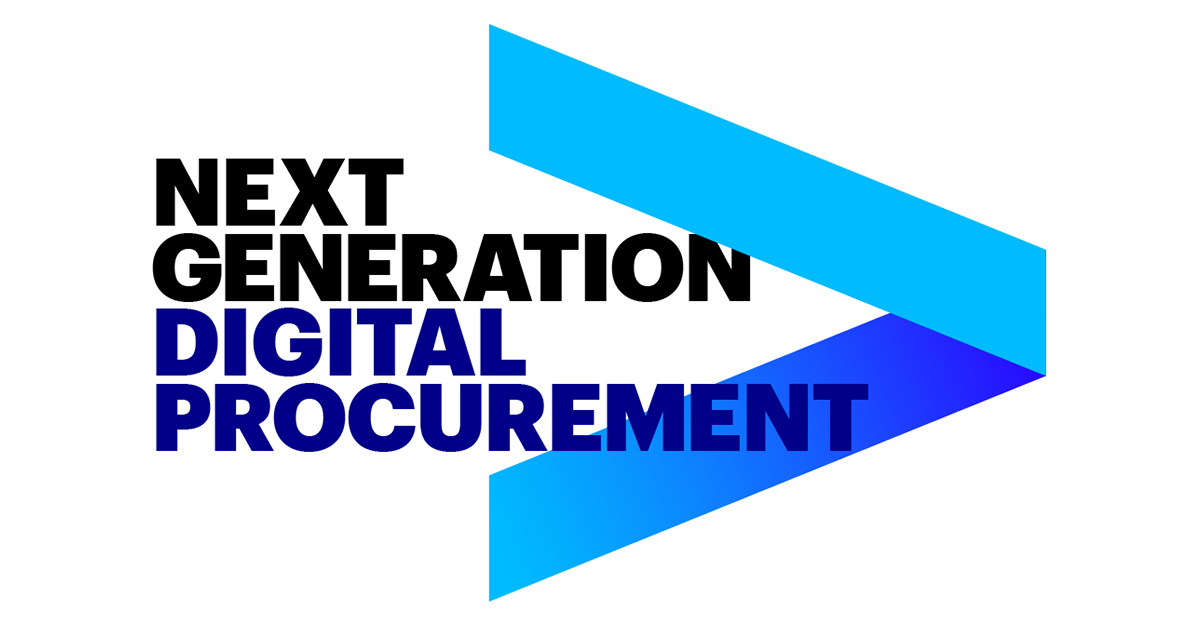 NEXT
GENERATION
DIGITAL
PROCUREMENT